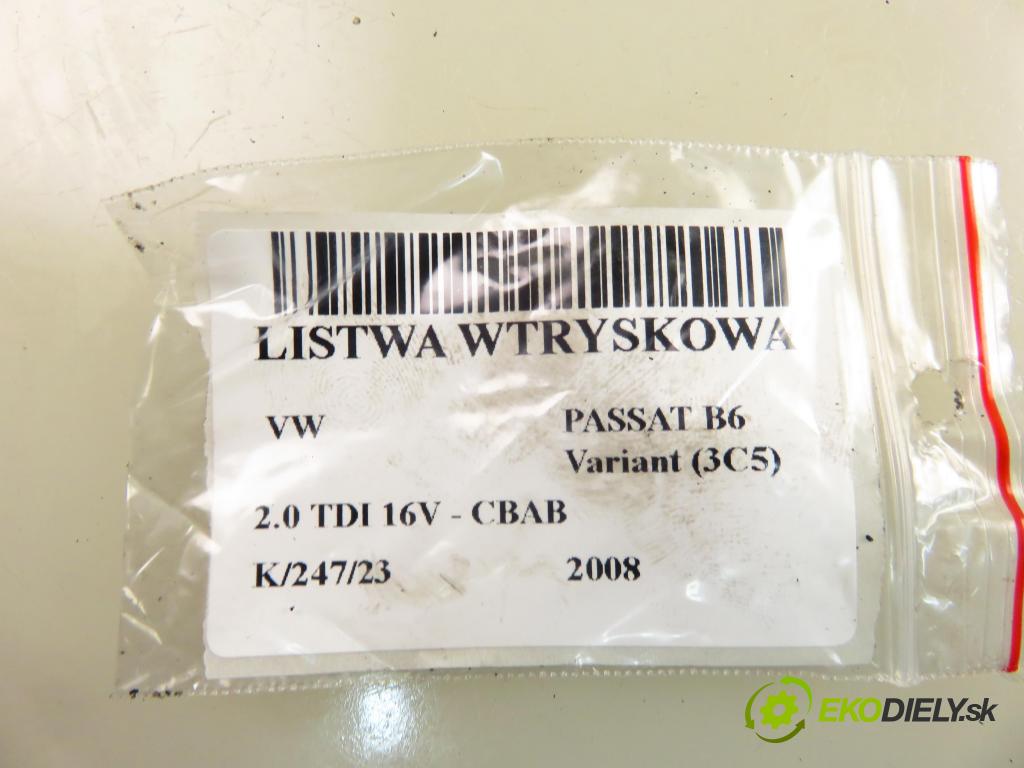 LISTWA WTRYSKOWA
VW
PASSAT B6
Variant (3C5)
2.0 TDI 16V - CBAB
K/247/23
2008
EKODIELY.sk